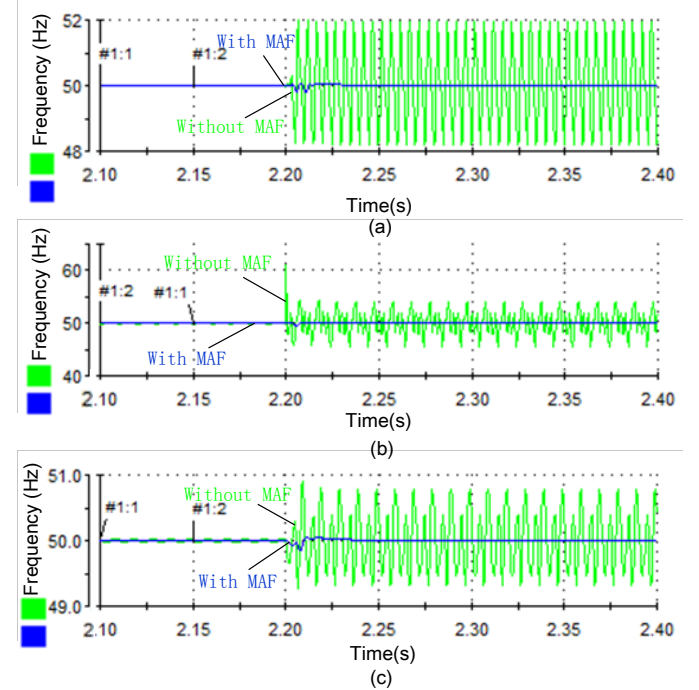 Frequency (Hz)
52
50
48
#1:1
#1:2
With MAF
Without MAF
2.10 2.15 2.20 2.25 2.30 2.35 2.40
Time(s)
(a)
Frequency (Hz)
60
50
40
#1:2
#1:1
Without MAF
With MAF
2.10 2.15 2.20 2.25 2.30 2.35 2.40
Time(s)
(b)
Frequency (Hz)
51.0
50.0
49.0
#1:1
#1:2
Without MAF
With MAF
2.10 2.15 2.20 2.25 2.30 2.35 2.40
Time(s)
(c)